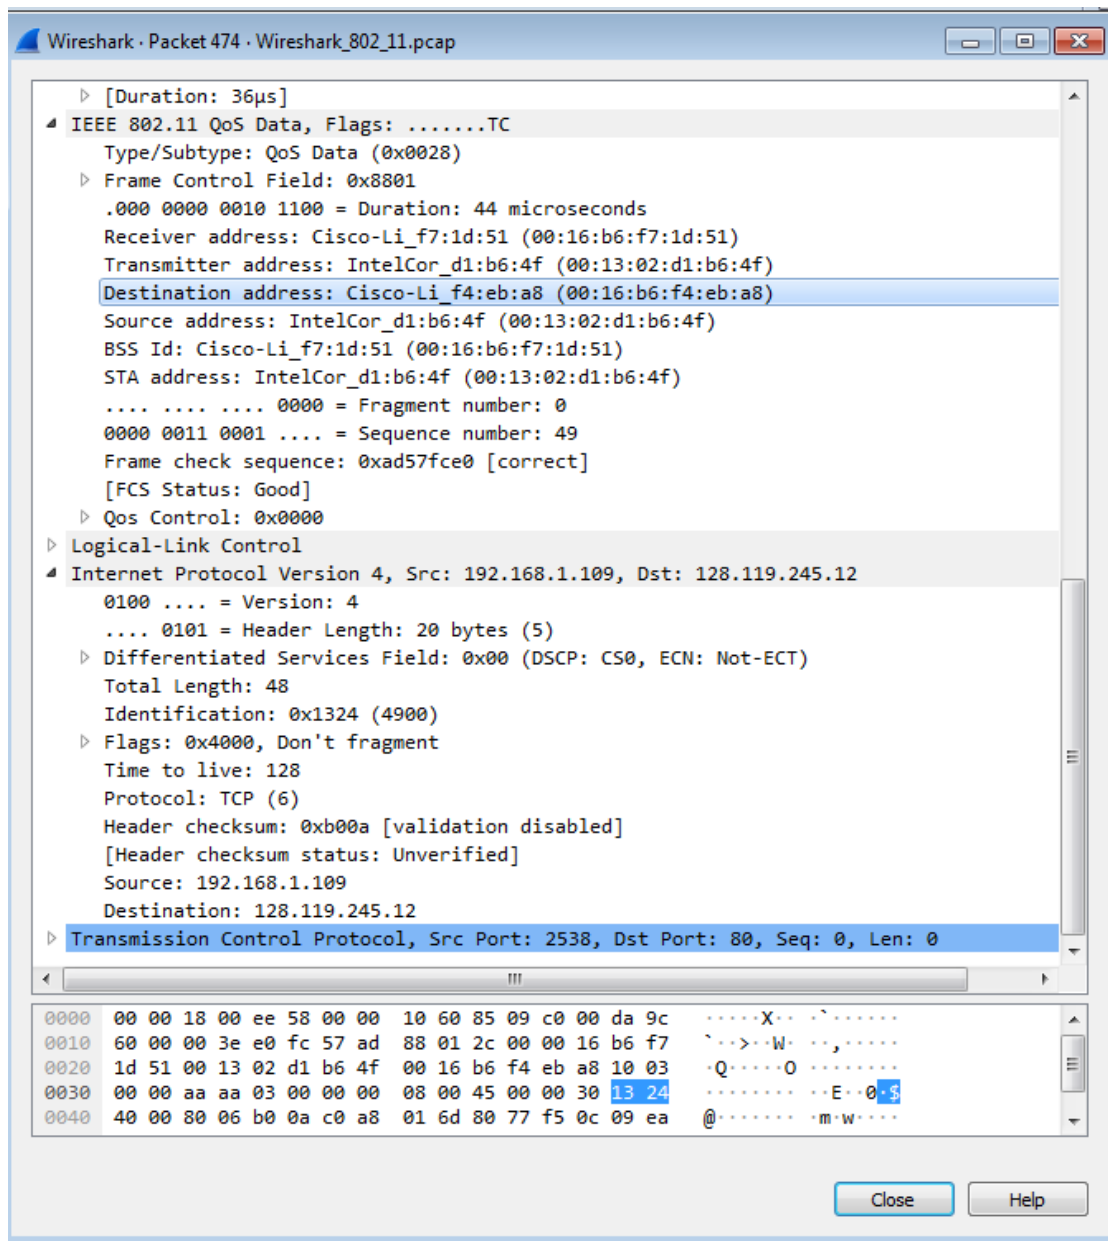 Wireshark · Packet 474 · Wireshark_802_11.pcap
[Duration: 36µs]
IEEE 802.11 QoS Data, Flags: .......TC
Type/Subtype: QoS Data (0x0028)
Frame Control Field: 0x8801
.000 0000 0010 1100 = Duration: 44 microseconds
Receiver address: Cisco-Li_f7:1d:51 (00:16:b6:f7:1d:51)
Transmitter address: IntelCor_d1:b6:4f (00:13:02:d1:b6:4f)
Destination address: Cisco-Li_f4:eb:a8 (00:16:b6:f4:eb:a8)
Source address: IntelCor_d1:b6:4f (00:13:02:d1:b6:4f)
BSS Id: Cisco-Li_f7:1d:51 (00:16:b6:f7:1d:51)
STA address: IntelCor_d1:b6:4f (00:13:02:d1:b6:4f)
.... .... .... 0000 = Fragment number: 0
0000 0011 0001 .... = Sequence number: 49
Frame check sequence: 0xad57fce0 [correct]
[FCS Status: Good]
Qos Control: 0x0000
Logical-Link Control
Internet Protocol Version 4, Src: 192.168.1.109, Dst: 128.119.245.12
0100 .... = Version: 4
.... 0101 = Header Length: 20 bytes (5)
Differentiated Services Field: 0x00 (DSCP: CS0, ECN: Not-ECT)
Total Length: 48
Identification: 0x1324 (4900)
Flags: 0x4000, Don't fragment
Time to live: 128
Protocol: TCP (6)
Header checksum: 0xb00a [validation disabled]
[Header checksum status: Unverified]
Source: 192.168.1.109
Destination: 128.119.245.12
Transmission Control Protocol, Src Port: 2538, Dst Port: 80, Seq: 0, Len: 0
0000 00 00 18 00 ee 58 00 00 10 60 85 09 c0 00 da 9c ·····X·· ·`······
0010 60 00 00 3e e0 fc 57 ad 88 01 2c 00 00 16 b6 f7 `··>··W· ··,·····
0020 1d 51 00 13 02 d1 b6 4f 00 16 b6 f4 eb a8 10 03 ·Q·····O ········
0030 00 00 aa aa 03 00 00 00 08 00 45 00 00 30 13 24 ········ ··E··0·$
0040 40 00 80 06 b0 0a c0 a8 01 6d 80 77 f5 0c 09 ea @······· ·m·w····
Close Help